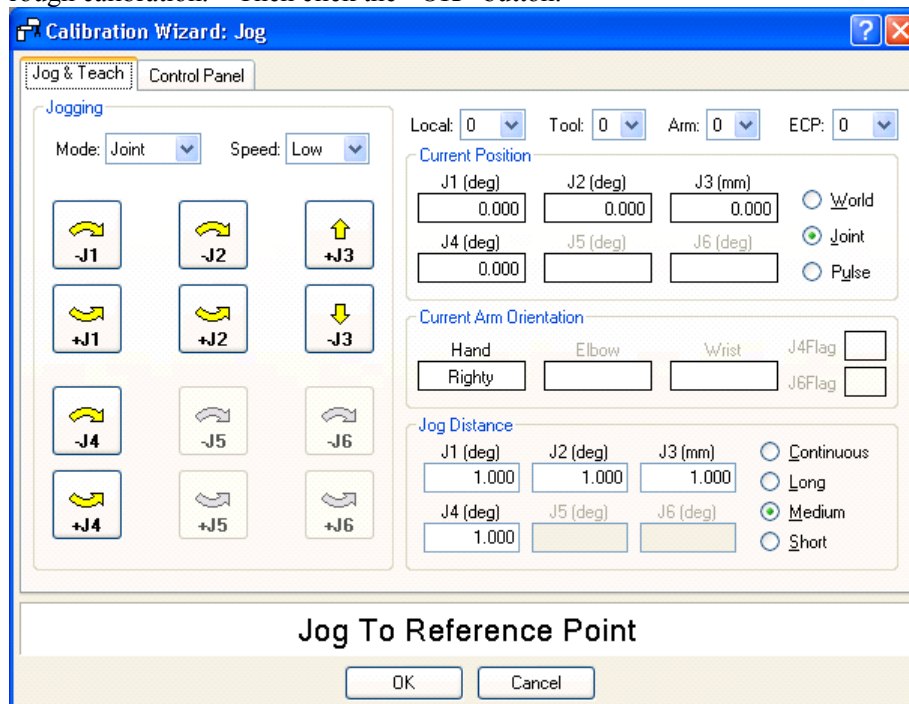 rough calibration. Then click the "OK" button.
Calibration Wizard: Jog
Jog & Teach Control Panel
Jogging
Mode: Joint Speed: Low
-J1 -J2 +J3
+J1 +J2 -J3
-J4 -J5 -J6
+J4 +J5 +J6
Local: 0 Tool: 0 Arm: 0 ECP: 0
Current Position
J1 (deg) J2 (deg) J3 (mm)
0.000 0.000 0.000
J4 (deg) J5 (deg) J6 (deg)
0.000
World
Joint
Pulse
Current Arm Orientation
Hand Elbow Wrist J4Flag
Righty J6Flag
Jog Distance
J1 (deg) J2 (deg) J3 (mm)
1.000 1.000 1.000
J4 (deg) J5 (deg) J6 (deg)
1.000
Continuous
Long
Medium
Short
Jog To Reference Point
OK Cancel